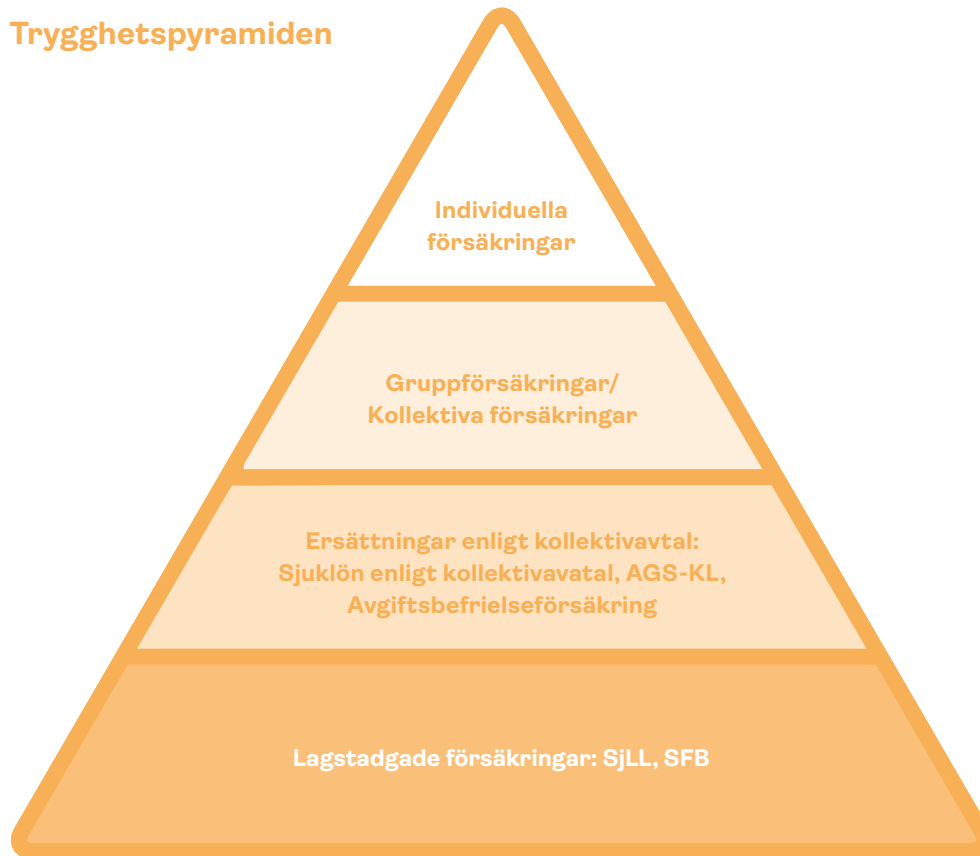 Trygghetspyramiden
Individuella
försäkringar
Gruppförsäkringar/
Kollektiva försäkringar
Ersättningar enligt kollektivavtal:
Sjuklön enligt kollektivavatal, AGS-KL,
Avgiftsbefrielseförsäkring
Lagstadgade försäkringar: SjLL, SFB